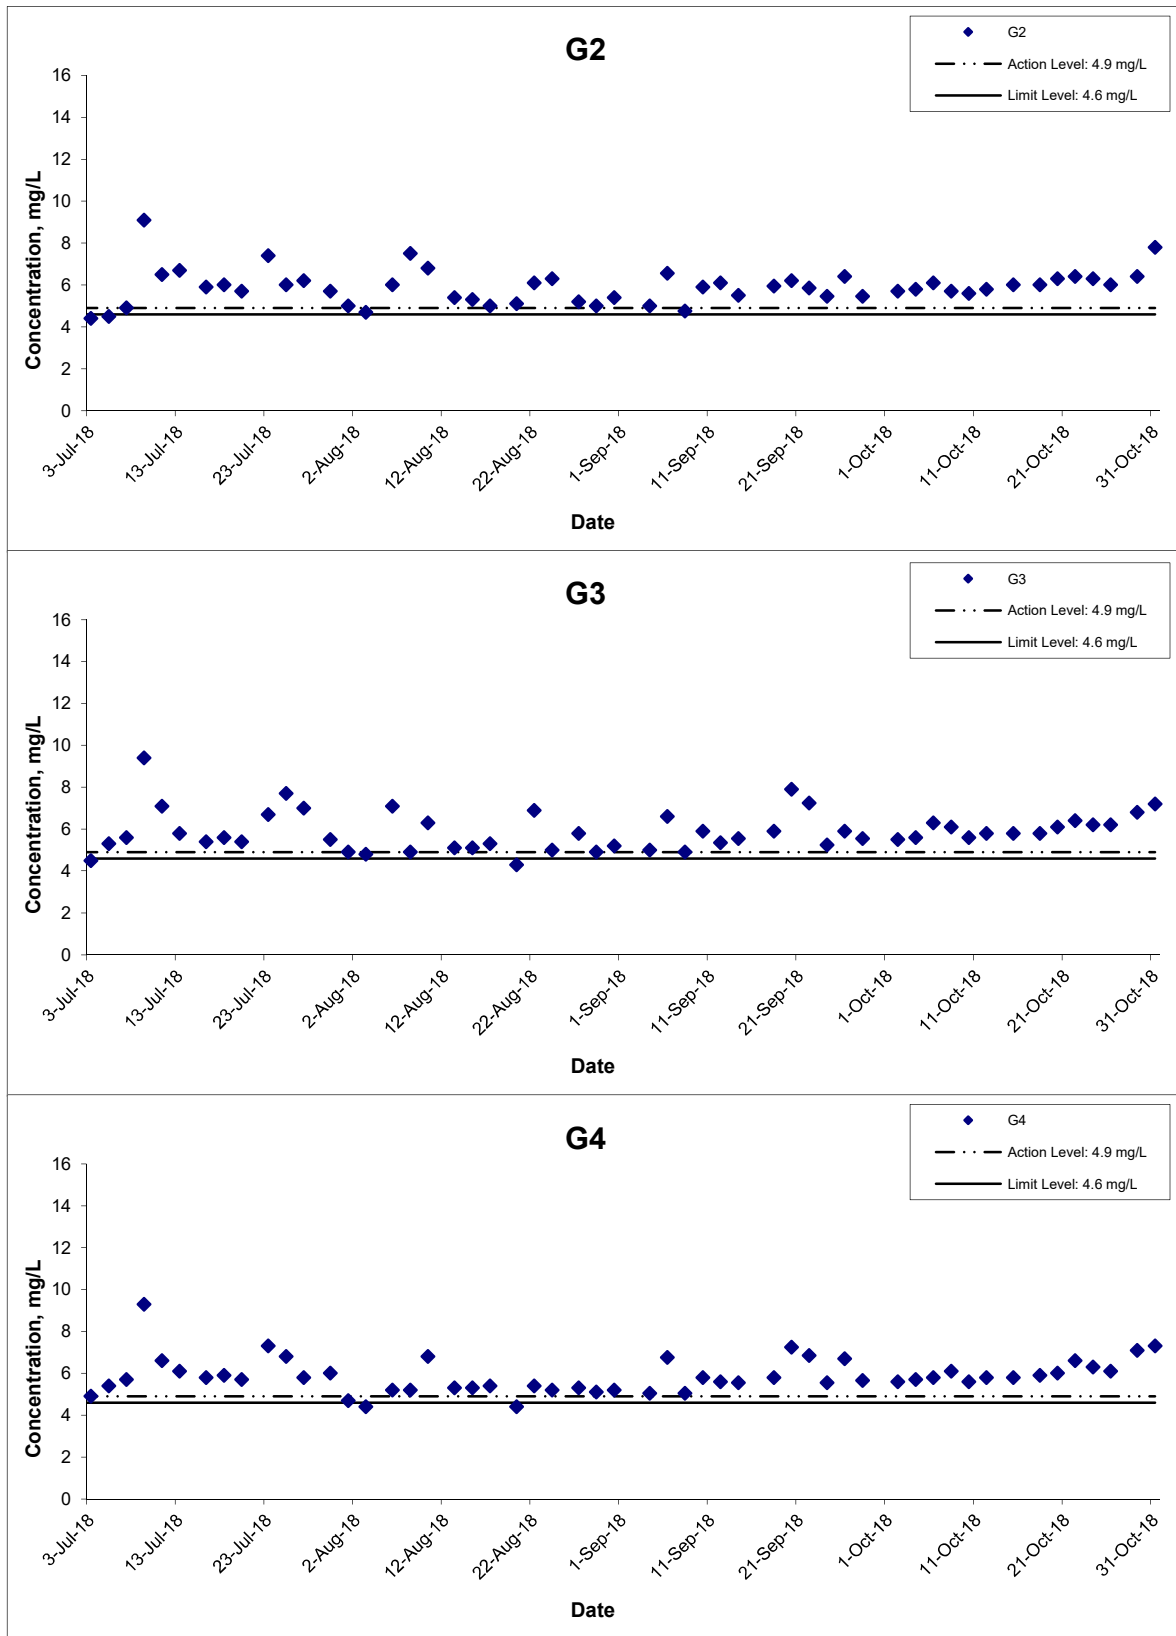 G2
G2
Action Level: 4.9 mg/L
Limit Level: 4.6 mg/L
Concentration, mg/L
16
14
12
10
8
6
4
2
0
3-Jul-18
13-Jul-18
23-Jul-18
2-Aug-18
12-Aug-18
22-Aug-18
1-Sep-18
11-Sep-18
21-Sep-18
1-Oct-18
11-Oct-18
21-Oct-18
31-Oct-18
Date
G3
G3
Action Level: 4.9 mg/L
Limit Level: 4.6 mg/L
Concentration, mg/L
16
14
12
10
8
6
4
2
0
3-Jul-18
13-Jul-18
23-Jul-18
2-Aug-18
12-Aug-18
22-Aug-18
1-Sep-18
11-Sep-18
21-Sep-18
1-Oct-18
11-Oct-18
21-Oct-18
31-Oct-18
Date
G4
G4
Action Level: 4.9 mg/L
Limit Level: 4.6 mg/L
Concentration, mg/L
16
14
12
10
8
6
4
2
0
3-Jul-18
13-Jul-18
23-Jul-18
2-Aug-18
12-Aug-18
22-Aug-18
1-Sep-18
11-Sep-18
21-Sep-18
1-Oct-18
11-Oct-18
21-Oct-18
31-Oct-18
Date